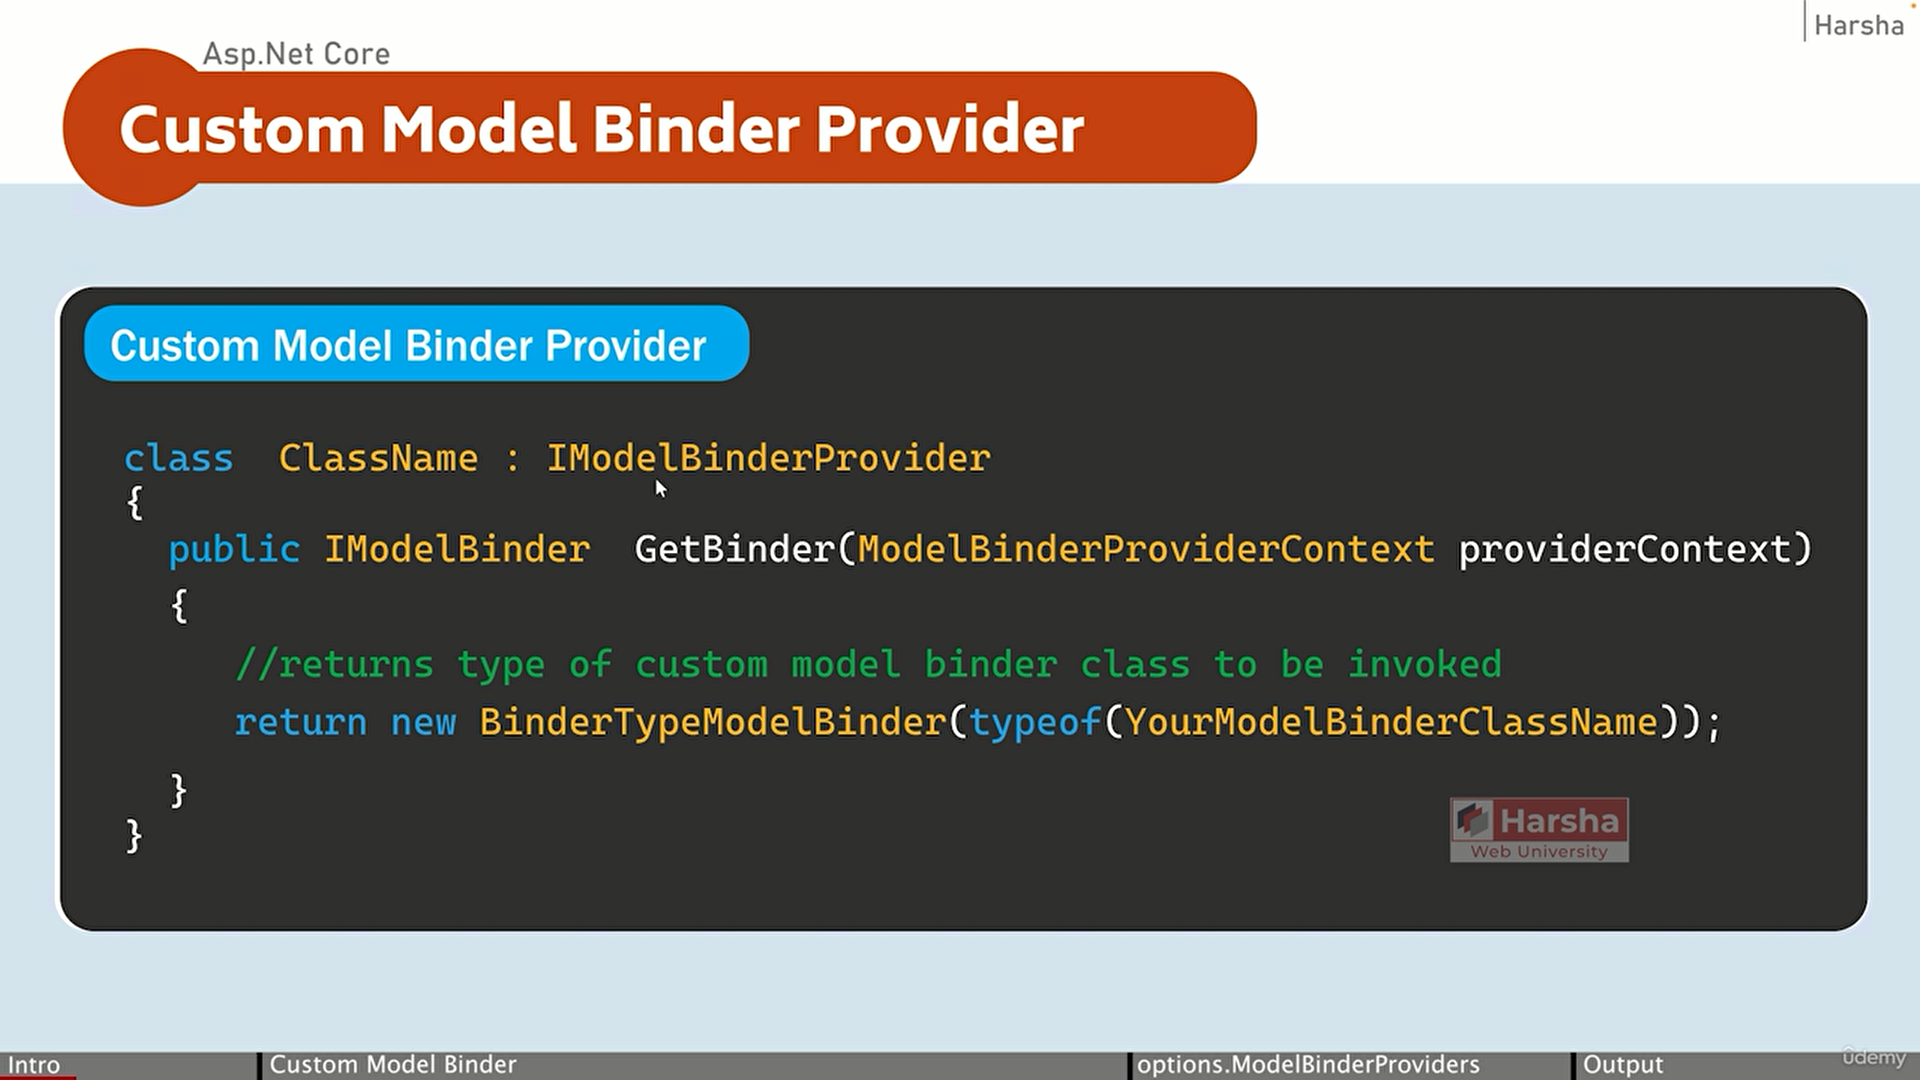 Harsha
Asp.Net Core
Custom Model Binder Provider
Custom Model Binder Provider
class ClassName : IModelBinderProvider
{
public IModelBinder GetBinder(ModelBinderProviderContext providerContext)
{
//returns type of custom model binder class to be invoked
return new BinderTypeModelBinder(typeof(YourModelBinderClassName));
}
}
Harsha
Web University
Intro
Custom Model Binder
options.ModelBinderProviders
Output
ûdemy